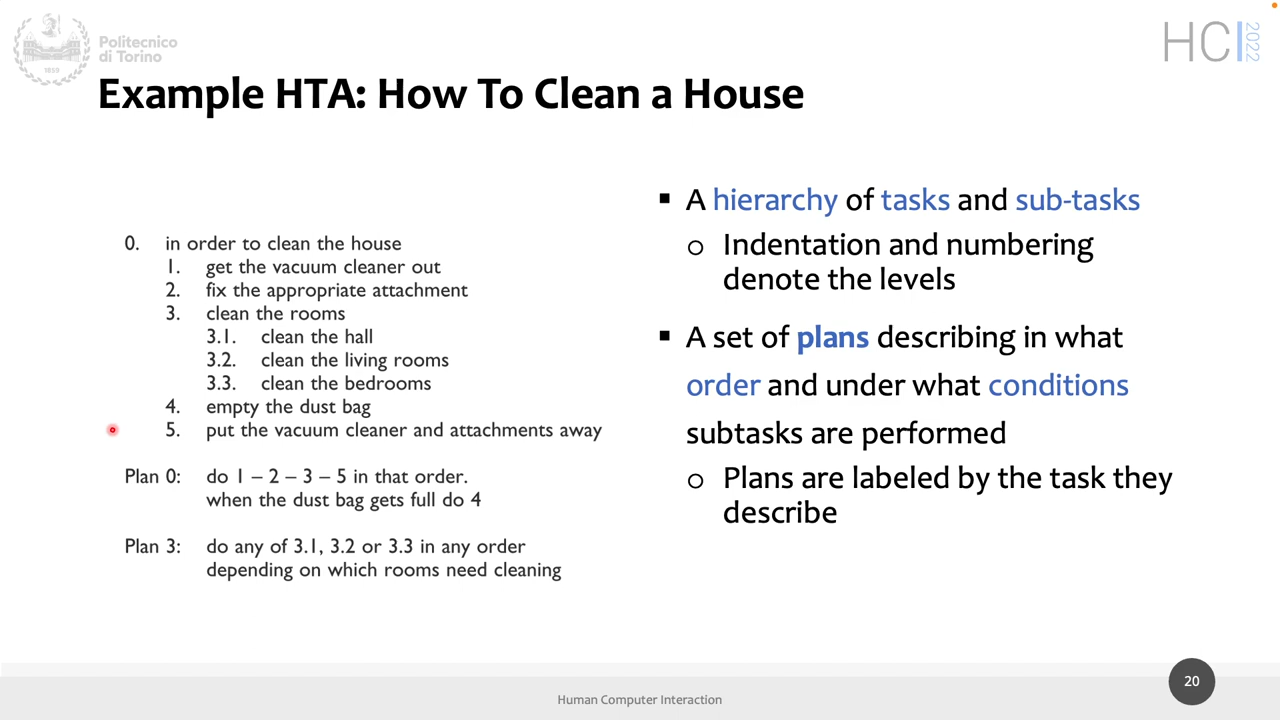 Politecnico
di Torino
1859
HCI
2022
Example HTA: How To Clean a House
0. in order to clean the house
1. get the vacuum cleaner out
2. fix the appropriate attachment
3. clean the rooms
3.1. clean the hall
3.2. clean the living rooms
3.3. clean the bedrooms
4. empty the dust bag
5. put the vacuum cleaner and attachments away
Plan 0: do 1 – 2 – 3 – 5 in that order.
when the dust bag gets full do 4
Plan 3: do any of 3.1, 3.2 or 3.3 in any order
depending on which rooms need cleaning
▪ A hierarchy of tasks and sub-tasks
o Indentation and numbering
denote the levels
▪ A set of plans describing in what
order and under what conditions
subtasks are performed
o Plans are labeled by the task they
describe
Human Computer Interaction
20